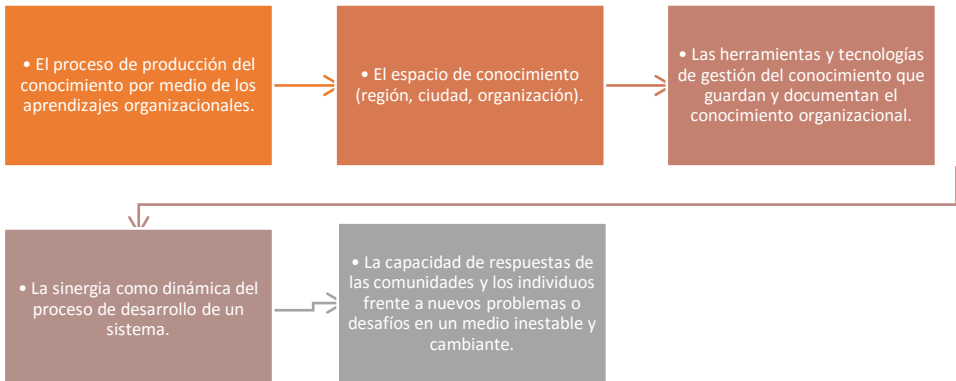 • El proceso de producción del
conocimiento por medio de los
aprendizajes organizacionales.
• El espacio de conocimiento
(región, ciudad, organización).
• Las herramientas y tecnologías
de gestión del conocimiento que
guardan y documentan el
conocimiento organizacional.
• La sinergia como dinámica del
proceso de desarrollo de un
sistema.
• La capacidad de respuestas de
las comunidades y los individuos
frente a nuevos problemas o
desafíos en un medio inestable y
cambiante.